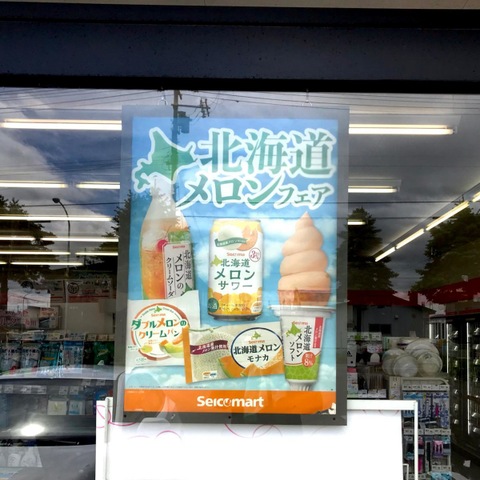 北海道
メロンフェア
北海道
メロンの
クリームソーダ
北海道
メロン
サワー
ダブルメロンの
クリームパン
北海道メロン
モナカ
北海道
メロン
ソフト
Seicomart